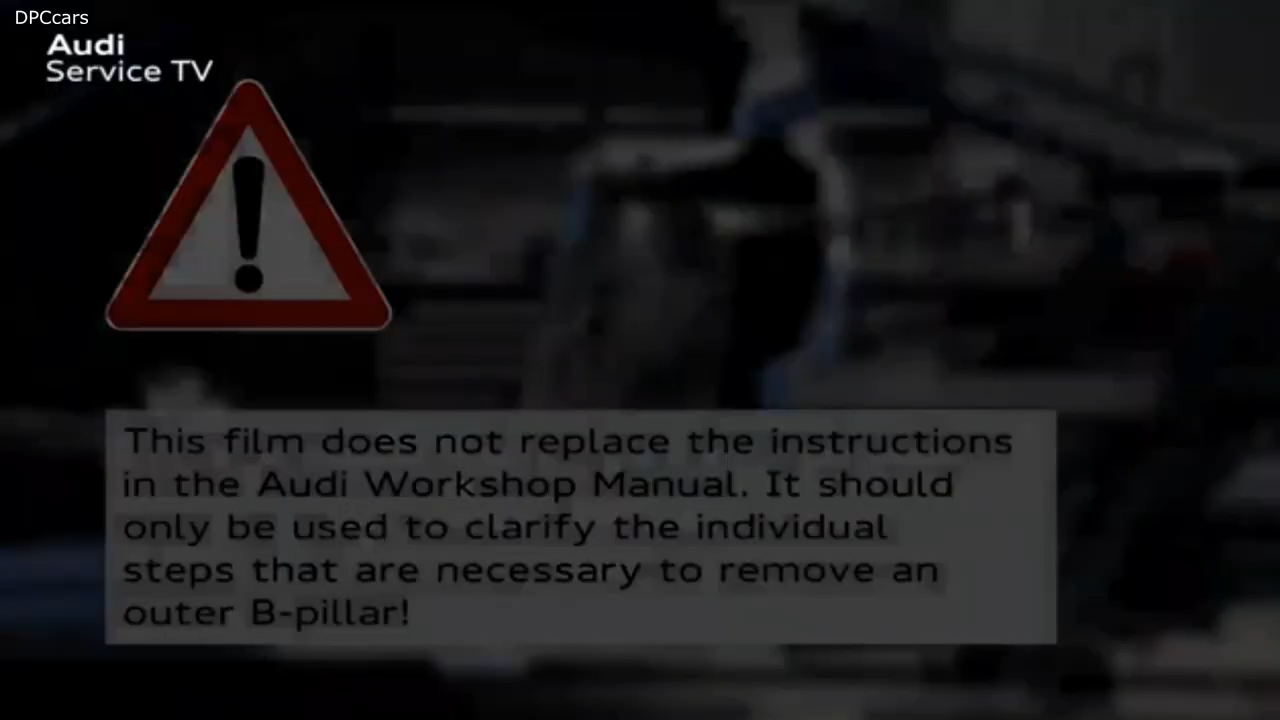 DPCcars
Audi
Service TV
This film does not replace the instructions
in the Audi Workshop Manual. It should
only be used to clarify the individual
steps that are necessary to remove an
outer B-pillar!